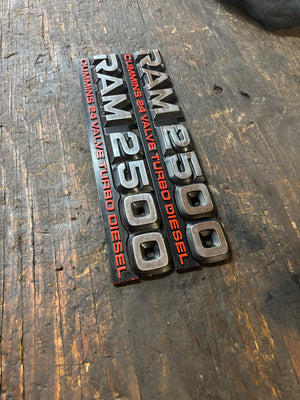 RAM 2500
CUMMINS 24 VALVE TURBO DIESEL
RAM 2500
CUMMINS 24 VALVE TURBO DIESEL